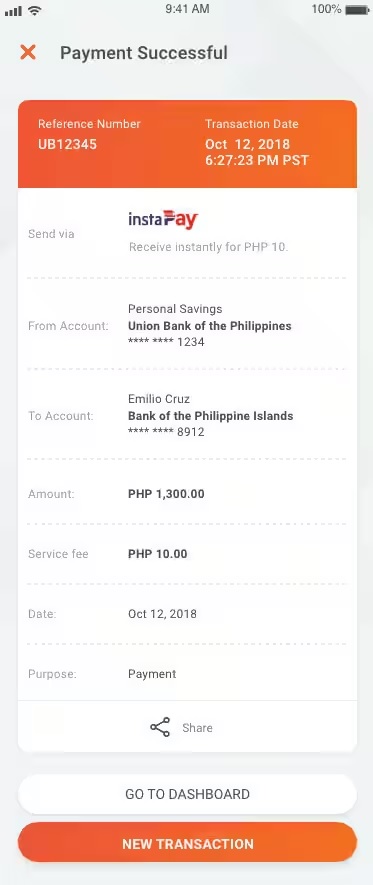 9:41 AM
100%
Payment Successful
Reference Number
UB12345
Transaction Date
Oct 12, 2018
6:27:23 PM PST
Send via
instaPay
Receive instantly for PHP 10.
From Account:
Personal Savings
Union Bank of the Philippines
**** **** 1234
To Account:
Emilio Cruz
Bank of the Philippine Islands
**** **** 8912
Amount:
PHP 1,300.00
Service fee
PHP 10.00
Date:
Oct 12, 2018
Purpose:
Payment
Share
GO TO DASHBOARD
NEW TRANSACTION